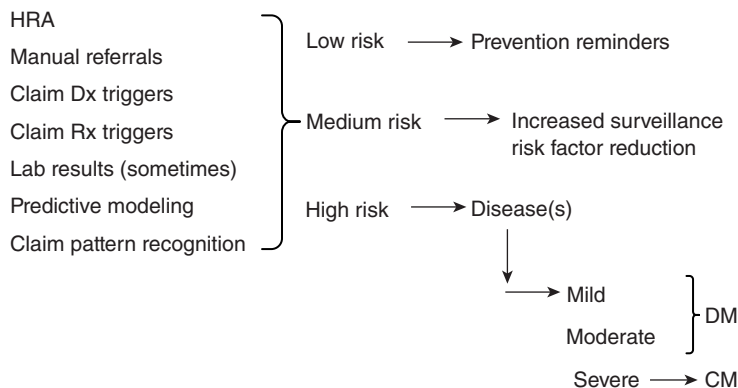 HRA
Manual referrals
Claim Dx triggers
Claim Rx triggers
Lab results (sometimes)
Predictive modeling
Claim pattern recognition
Low risk
Prevention reminders
Medium risk
Increased surveillance
risk factor reduction
High risk
Disease(s)
Mild
Moderate
DM
Severe
CM